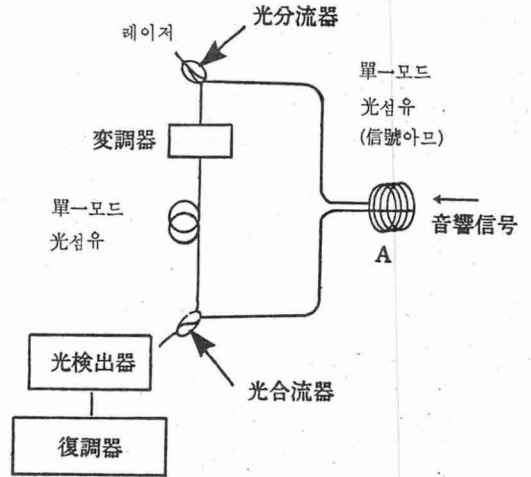 光分流器
레이저
單一모드
光섬유
(信號아므)
変調器
單一모드
光섬유
音響信号
A
光検出器
光合流器
復調器